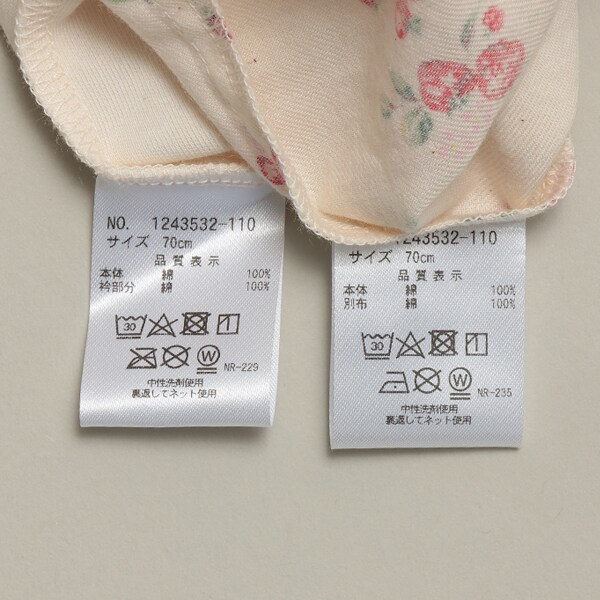 NO. 1243532-110
サイズ 70cm
品質表示
本体 綿 100%
衿部分 綿 100%
30
W
NR-229
中性洗剤使用
裏返してネット使用
1243532-110
サイズ 70cm
品質表示
本体 綿 100%
別布 綿 100%
30
W
NR-235
中性洗剤使用
裏返してネット使用